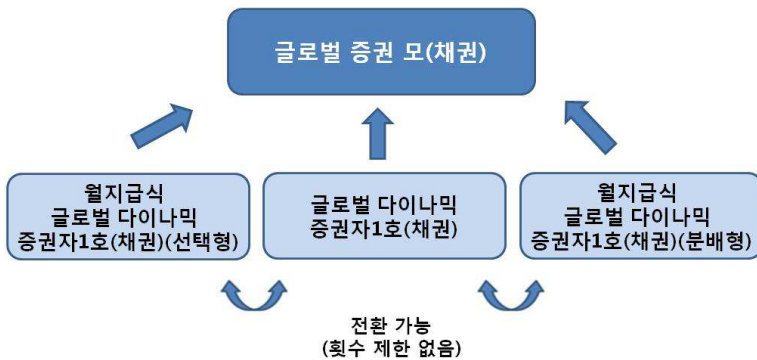 글로벌 증권 모(채권)
월지급식
글로벌 다이나믹
증권자1호(채권)(선택형)
글로벌 다이나믹
증권자1호(채권)
월지급식
글로벌 다이나믹
증권자1호(채권)(분배형)
전환 가능
(횟수 제한 없음)